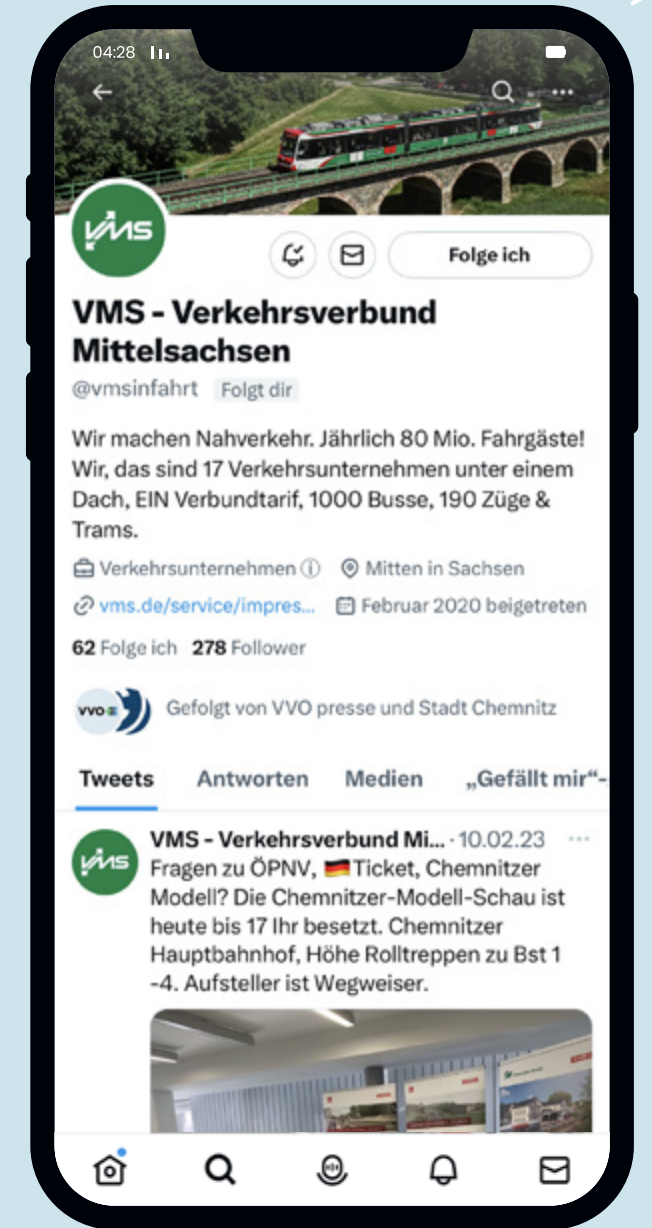 04:28
VMS
Folge ich
VMS - Verkehrsverbund
Mittelsachsen
@vmsinfahrt Folgt dir
Wir machen Nahverkehr. Jährlich 80 Mio. Fahrgäste!
Wir, das sind 17 Verkehrsunternehmen unter einem
Dach, EIN Verbundtarif, 1000 Busse, 190 Züge &
Trams.
Verkehrsunternehmen Mitten in Sachsen
vms.de/service/impres... Februar 2020 beigetreten
62 Folge ich 278 Follower
VVO
Gefolgt von VVO presse und Stadt Chemnitz
Tweets Antworten Medien „Gefällt mir“-
VMS
VMS - Verkehrsverbund Mi... · 10.02.23
Fragen zu ÖPNV, 🇩🇪Ticket, Chemnitzer
Modell? Die Chemnitzer-Modell-Schau ist
heute bis 17 Ihr besetzt. Chemnitzer
Hauptbahnhof, Höhe Rolltreppen zu Bst 1
-4. Aufsteller ist Wegweiser.